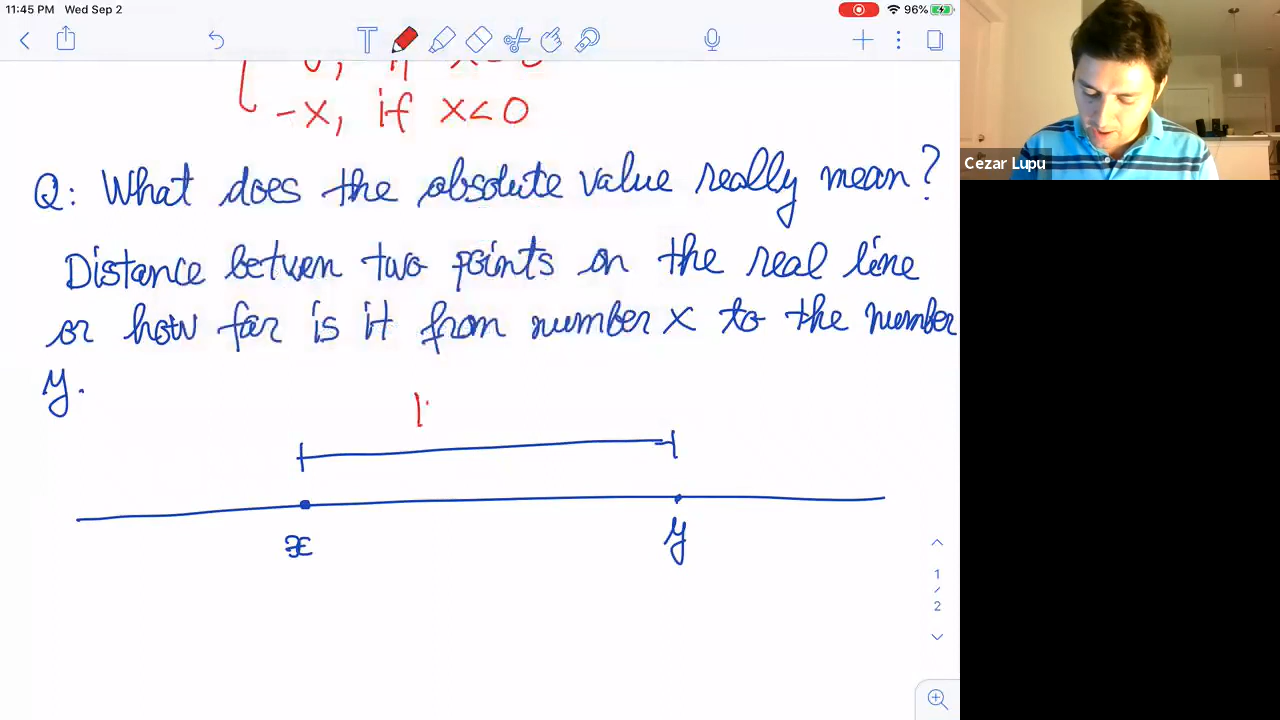 11:45 PM Wed Sep 2
96%
T
-x, if x<0
Q: What does the absolute value really mean?
Distance between two points on the real line
or how far is it from number x to the number
y.
x
y
1
/
2
Cezar Lupu